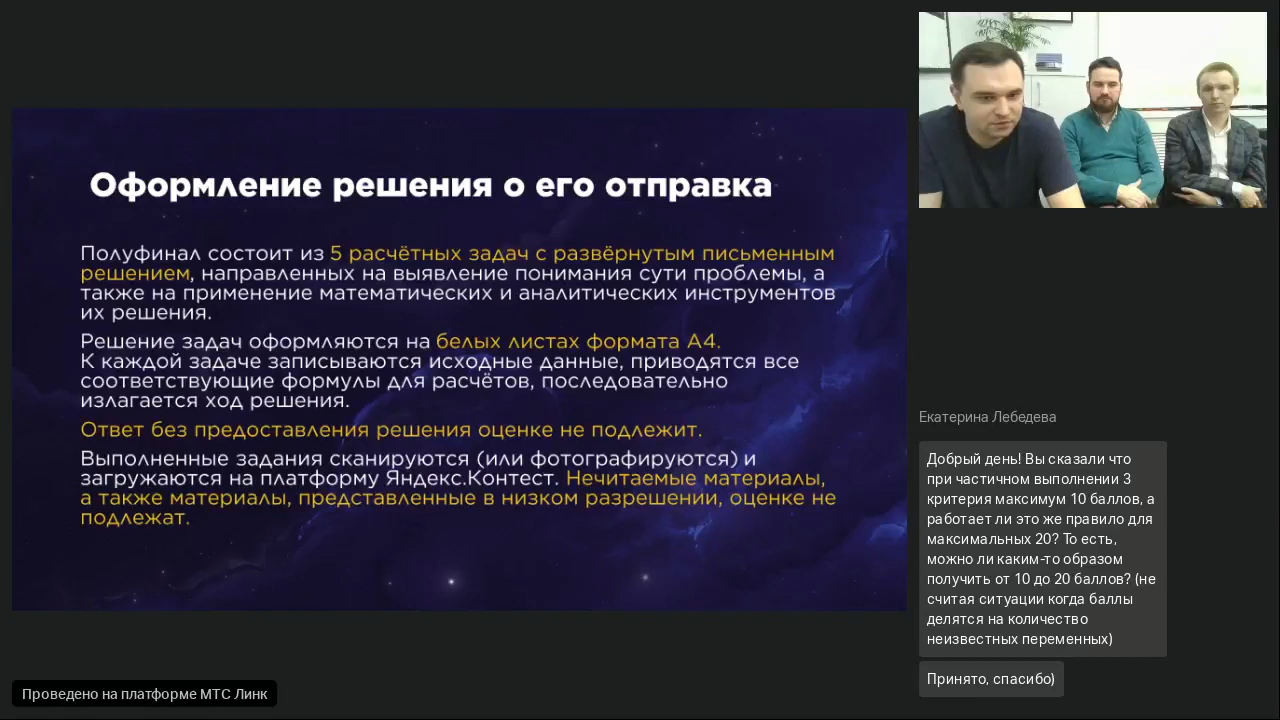 Оформление решения о его отправка
Полуфинал состоит из 5 расчётных задач с развёрнутым письменным
решением, направленных на выявление понимания сути проблемы, а
также на применение математических и аналитических инструментов
их решения.
Решение задач оформляются на белых листах формата А4.
К каждой задаче записываются исходные данные, приводятся все
соответствующие формулы для расчётов, последовательно
излагается ход решения.
Ответ без предоставления решения оценке не подлежит.
Выполненные задания сканируются (или фотографируются) и
загружаются на платформу Яндекс.Контест. Нечитаемые материалы,
а также материалы, представленные в низком разрешении, оценке не
подлежат.
Проведено на платформе МТС Линк
Екатерина Лебедева
Добрый день! Вы сказали что
при частичном выполнении 3
критерия максимум 10 баллов, а
работает ли это же правило для
максимальных 20? То есть,
можно ли каким-то образом
получить от 10 до 20 баллов? (не
считая ситуации когда баллы
делятся на количество
неизвестных переменных)
Принято, спасибо)